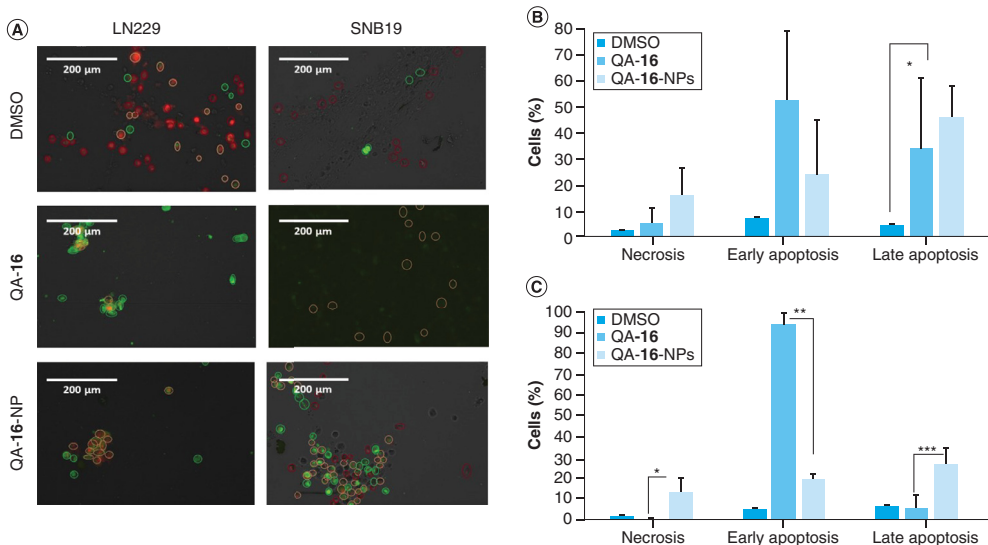 A
LN229
SNB19
DMSO
200 µm
200 µm
QA-16
200 µm
200 µm
QA-16-NP
200 µm
200 µm
B
DMSO
QA-16
QA-16-NPs
Cells (%)
80
70
60
50
40
30
20
10
0
*
Necrosis
Early apoptosis
Late apoptosis
C
DMSO
QA-16
QA-16-NPs
Cells (%)
100
90
80
70
60
50
40
30
20
10
0
*
**
***
Necrosis
Early apoptosis
Late apoptosis